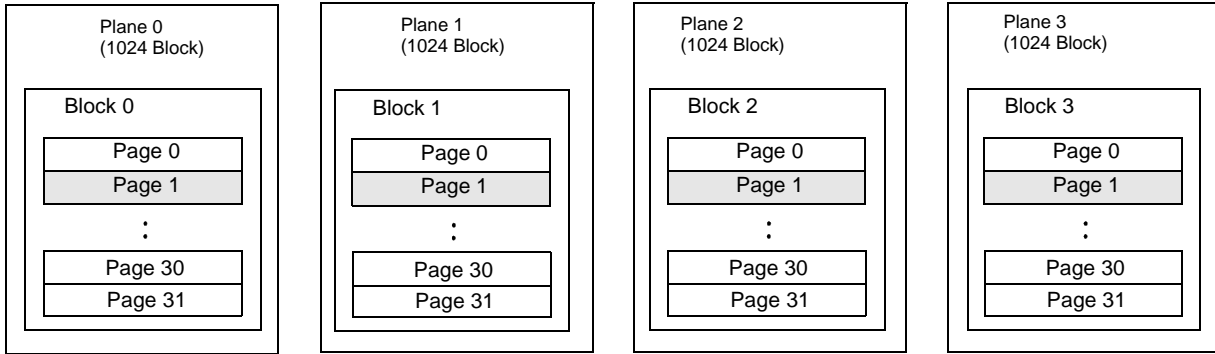 Plane 0
(1024 Block)
Block 0
Page 0
Page 1
:
Page 30
Page 31
Plane 1
(1024 Block)
Block 1
Page 0
Page 1
:
Page 30
Page 31
Plane 2
(1024 Block)
Block 2
Page 0
Page 1
:
Page 30
Page 31
Plane 3
(1024 Block)
Block 3
Page 0
Page 1
:
Page 30
Page 31